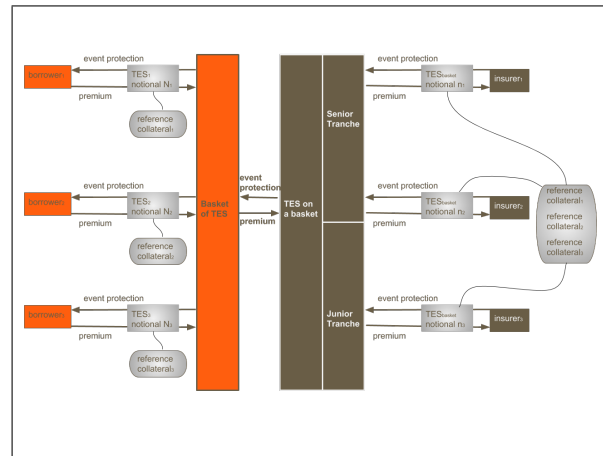 event protection
borrower₁
TES₁
notional N₁
premium
reference
collateral₁
event protection
borrower₂
TES₂
notional N₂
premium
reference
collateral₂
event protection
TES₃
notional N₃
premium
reference
collateral₃
Basket
of TES
event
protection
premium
TES on
a basket
Senior
Tranche
Junior
Tranche
event protection
TESbasket
notional n₁
insurer₁
premium
event protection
TESbasket
notional n₂
insurer₂
premium
event protection
TESbasket
notional n₃
insurer₃
premium
reference
collateral₁
reference
collateral₂
reference